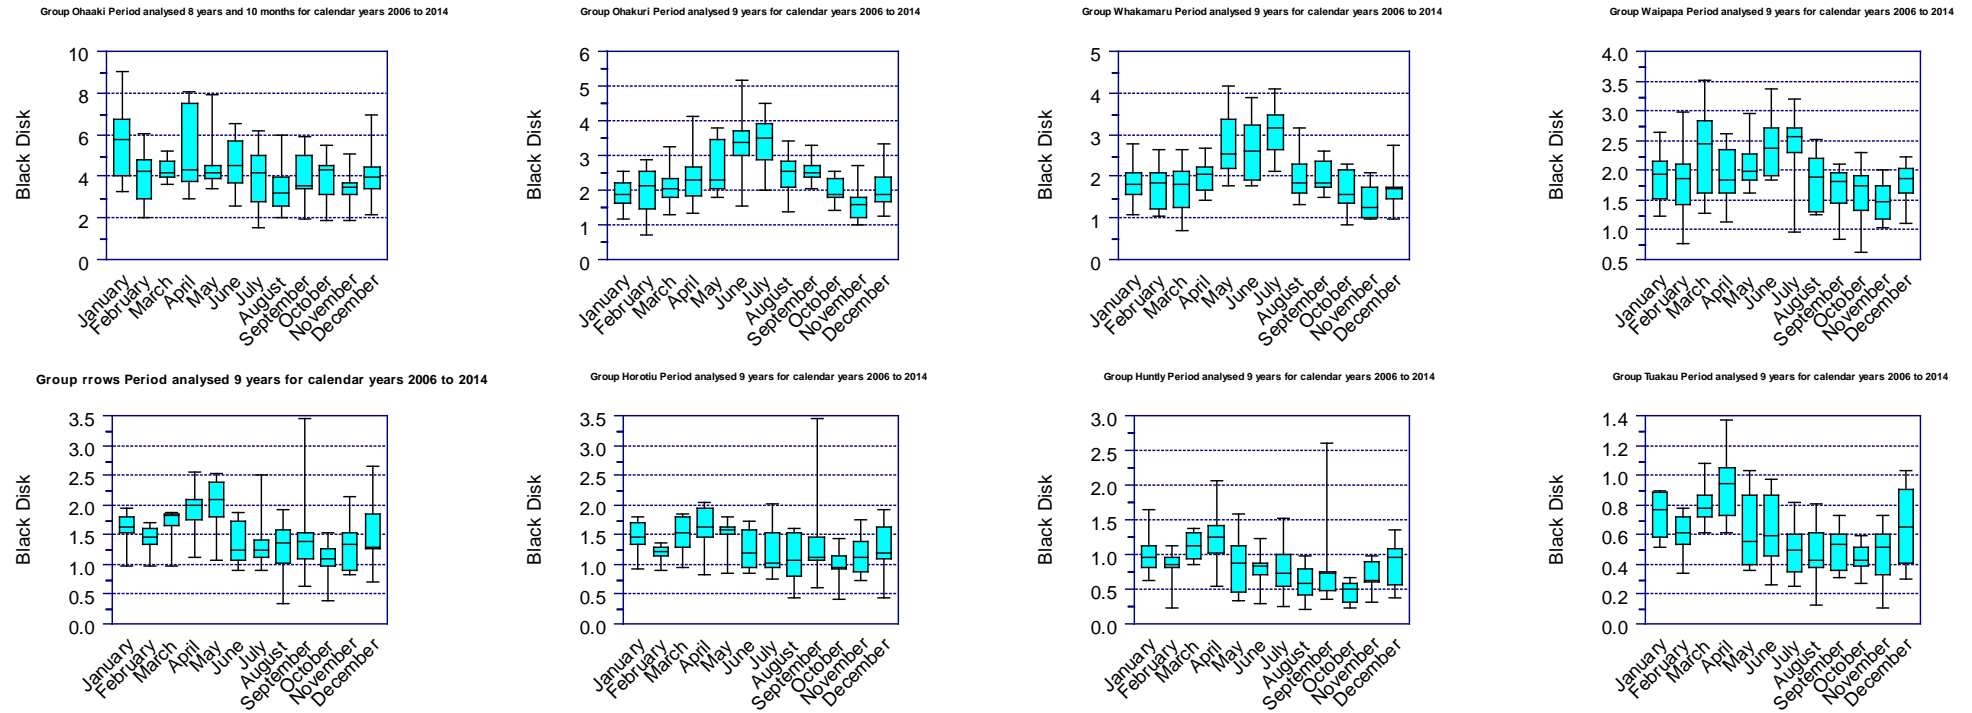 Group Ohaaki Period analysed 8 years and 10 months for calendar years 2006 to 2014
10
8
6
4
2
0
Black Disk
January
February
March
April
May
June
July
August
September
October
November
December
Group Ohakuri Period analysed 9 years for calendar years 2006 to 2014
6
5
4
3
2
1
0
Black Disk
January
February
March
April
May
June
July
August
September
October
November
December
Group Whakamaru Period analysed 9 years for calendar years 2006 to 2014
5
4
3
2
1
0
Black Disk
January
February
March
April
May
June
July
August
September
October
November
December
Group Waipapa Period analysed 9 years for calendar years 2006 to 2014
4.0
3.5
3.0
2.5
2.0
1.5
1.0
0.5
Black Disk
January
February
March
April
May
June
July
August
September
October
November
December
Group rrows Period analysed 9 years for calendar years 2006 to 2014
3.5
3.0
2.5
2.0
1.5
1.0
0.5
0.0
Black Disk
January
February
March
April
May
June
July
August
September
October
November
December
Group Horotiu Period analysed 9 years for calendar years 2006 to 2014
3.5
3.0
2.5
2.0
1.5
1.0
0.5
0.0
Black Disk
January
February
March
April
May
June
July
August
September
October
November
December
Group Huntly Period analysed 9 years for calendar years 2006 to 2014
3.0
2.5
2.0
1.5
1.0
0.5
0.0
Black Disk
January
February
March
April
May
June
July
August
September
October
November
December
Group Tuakau Period analysed 9 years for calendar years 2006 to 2014
1.4
1.2
1.0
0.8
0.6
0.4
0.2
0.0
Black Disk
January
February
March
April
May
June
July
August
September
October
November
December